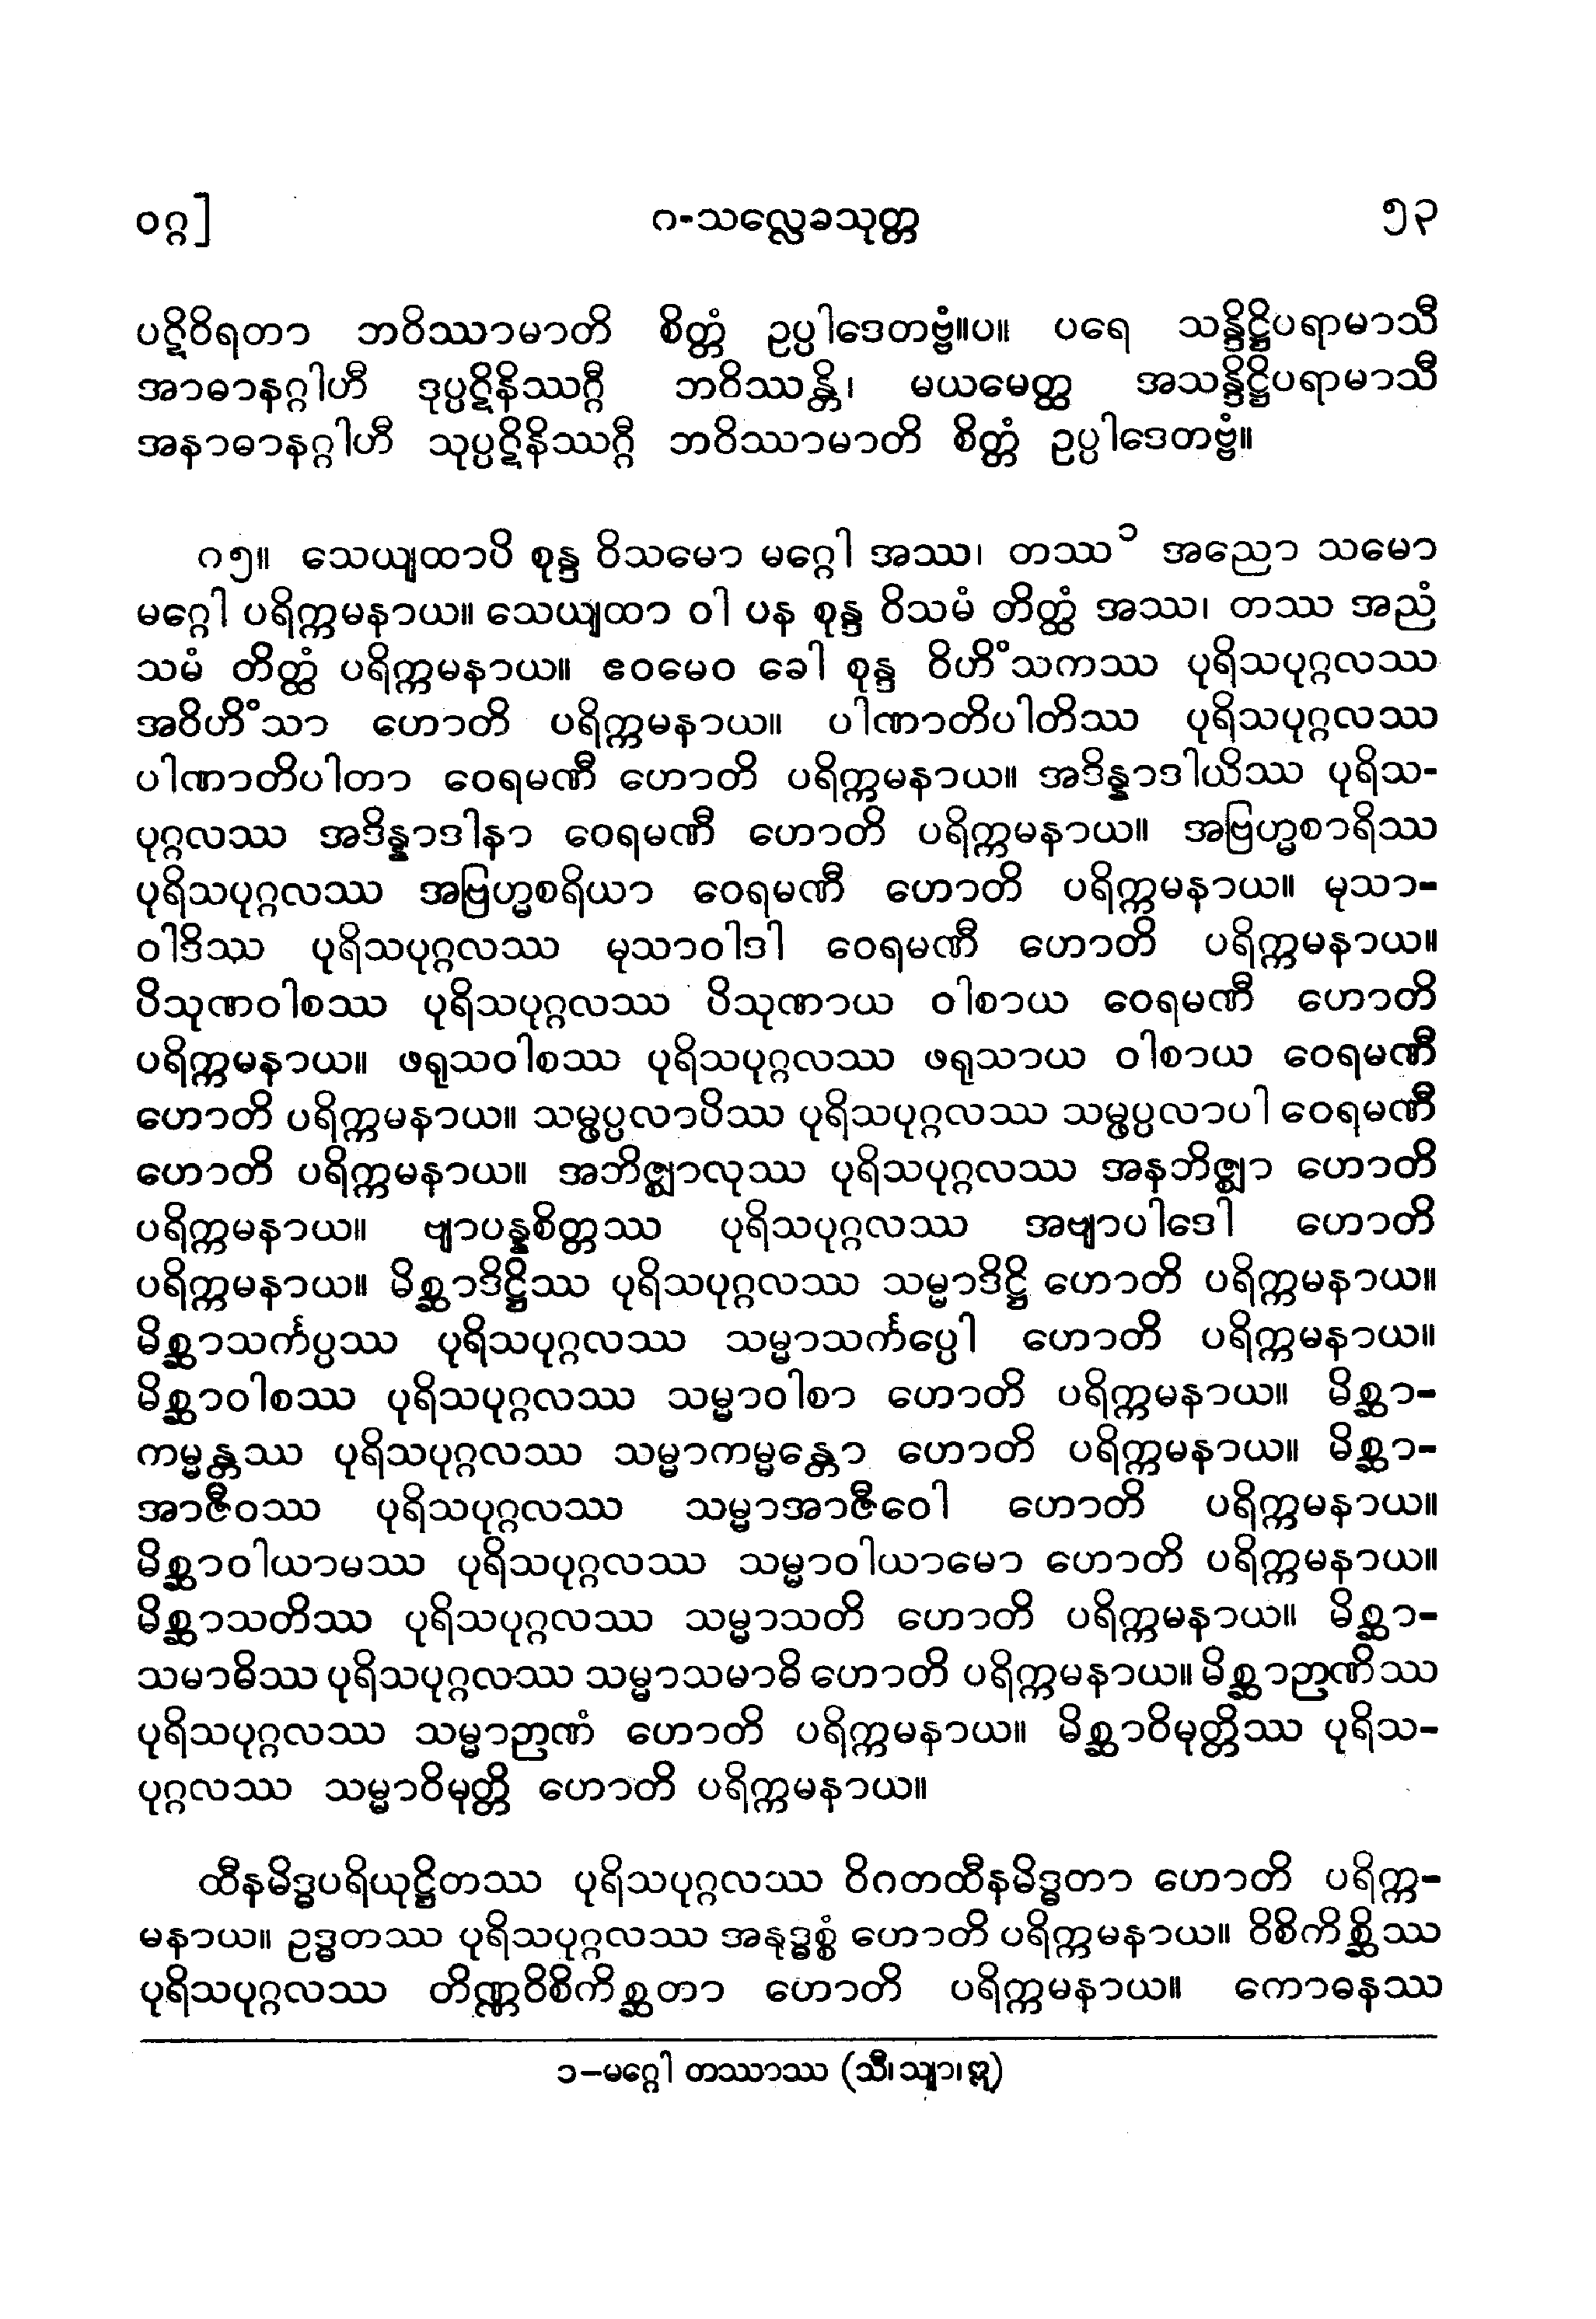 ဝဂ္ဂ]
ဂ-သလ္လေခသုတ္တ
၅၃
ပဋိဝိရတာ ဘဝိဿာမာတိ စိတ္တံ ဥပ္ပါဒေတဗ္ဗံ။ပ။ ပရေ သန္ဒိဋ္ဌိပရာမာသီ
အာဓာနဂ္ဂါဟီ ဒုပ္ပဋိနိဿဂ္ဂီ ဘဝိဿန္တိ၊ မယမေတ္ထ အသန္ဒိဋ္ဌိပရာမာသီ
အနာဓာနဂ္ဂါဟီ သုပ္ပဋိနိဿဂ္ဂီ ဘဝိဿာမာတိ စိတ္တံ ဥပ္ပါဒေတဗ္ဗံ။
ဂ၅။ သေယျထာပိ စုန္ဒ ဝိသမော မဂ္ဂေါ အဿ၊ တဿ ၁ အညော သမော
မဂ္ဂေါ ပရိက္ကမနာယ။ သေယျထာ ဝါ ပန စုန္ဒ ဝိသမံ တိတ္ထံ အဿ၊ တဿ အညံ
သမံ တိတ္ထံ ပရိက္ကမနာယ။ ဧဝမေဝ ခေါ စုန္ဒ ဝိဟိံသကဿ ပုရိသပုဂ္ဂလဿ
အဝိဟိံသာ ဟောတိ ပရိက္ကမနာယ။ ပါဏာတိပါတိဿ ပုရိသပုဂ္ဂလဿ
ပါဏာတိပါတာ ဝေရမဏီ ဟောတိ ပရိက္ကမနာယ။ အဒိန္နာဒါယိဿ ပုရိသ-
ပုဂ္ဂလဿ အဒိန္နာဒါနာ ဝေရမဏီ ဟောတိ ပရိက္ကမနာယ။ အဗြဟ္မစာရိဿ
ပုရိသပုဂ္ဂလဿ အဗြဟ္မစရိယာ ဝေရမဏီ ဟောတိ ပရိက္ကမနာယ။ မုသာ-
ဝါဒိဿ ပုရိသပုဂ္ဂလဿ မုသာဝါဒါ ဝေရမဏီ ဟောတိ ပရိက္ကမနာယ။
ပိသုဏဝါစဿ ပုရိသပုဂ္ဂလဿ ပိသုဏာယ ဝါစာယ ဝေရမဏီ ဟောတိ
ပရိက္ကမနာယ။ ဖရုသဝါစဿ ပုရိသပုဂ္ဂလဿ ဖရုသာယ ဝါစာယ ဝေရမဏီ
ဟောတိ ပရိက္ကမနာယ။ သမ္ဖပ္ပလာပိဿ ပုရိသပုဂ္ဂလဿ သမ္ဖပ္ပလာပါ ဝေရမဏီ
ဟောတိ ပရိက္ကမနာယ။ အဘိဇ္ဈာလုဿ ပုရိသပုဂ္ဂလဿ အနဘိဇ္ဈာ ဟောတိ
ပရိက္ကမနာယ။ ဗျာပန္နစိတ္တဿ ပုရိသပုဂ္ဂလဿ အဗျာပါဒေါ ဟောတိ
ပရိက္ကမနာယ။ မိစ္ဆာဒိဋ္ဌိဿ ပုရိသပုဂ္ဂလဿ သမ္မာဒိဋ္ဌိ ဟောတိ ပရိက္ကမနာယ။
မိစ္ဆာသင်္ကပ္ပဿ ပုရိသပုဂ္ဂလဿ သမ္မာသင်္ကပ္ပေါ ဟောတိ ပရိက္ကမနာယ။
မိစ္ဆာဝါစဿ ပုရိသပုဂ္ဂလဿ သမ္မာဝါစာ ဟောတိ ပရိက္ကမနာယ။ မိစ္ဆာ-
ကမ္မန္တဿ ပုရိသပုဂ္ဂလဿ သမ္မာကမ္မန္တော ဟောတိ ပရိက္ကမနာယ။ မိစ္ဆာ-
အာဇီဝဿ ပုရိသပုဂ္ဂလဿ သမ္မာအာဇီဝေါ ဟောတိ ပရိက္ကမနာယ။
မိစ္ဆာဝါယာမဿ ပုရိသပုဂ္ဂလဿ သမ္မာဝါယာမော ဟောတိ ပရိက္ကမနာယ။
မိစ္ဆာသတိဿ ပုရိသပုဂ္ဂလဿ သမ္မာသတိ ဟောတိ ပရိက္ကမနာယ။ မိစ္ဆာ-
သမာဓိဿ ပုရိသပုဂ္ဂလဿ သမ္မာသမာဓိ ဟောတိ ပရိက္ကမနာယ။ မိစ္ဆာဉာဏိဿ
ပုရိသပုဂ္ဂလဿ သမ္မာဉာဏံ ဟောတိ ပရိက္ကမနာယ။ မိစ္ဆာဝိမုတ္တိဿ ပုရိသ-
ပုဂ္ဂလဿ သမ္မာဝိမုတ္တိ ဟောတိ ပရိက္ကမနာယ။
ထီနမိဒ္ဓပရိယုဋ္ဌိတဿ ပုရိသပုဂ္ဂလဿ ဝိဂတထီနမိဒ္ဓတာ ဟောတိ ပရိက္က-
မနာယ။ ဥဒ္ဓတဿ ပုရိသပုဂ္ဂလဿ အနုဒ္ဓစ္စံ ဟောတိ ပရိက္ကမနာယ။ ဝိစိကိစ္ဆိဿ
ပုရိသပုဂ္ဂလဿ တိဏ္ဏဝိစိကိစ္ဆတာ ဟောတိ ပရိက္ကမနာယ။ ကောဓနဿ
၁-မဂ္ဂေါ တဿာဿ (သီ၊သျာ၊ဣ)